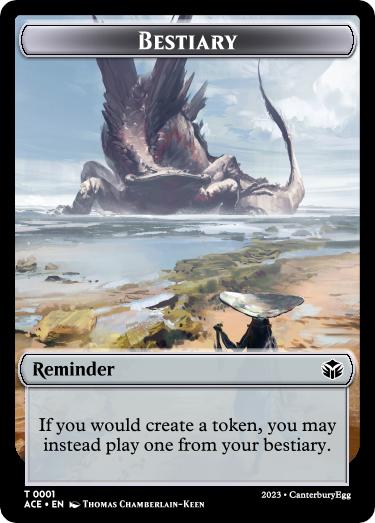 BESTIARY
Reminder
If you would create a token, you may
instead play one from your bestiary.
T 0001
ACE • EN THOMAS CHAMBERLAIN-KEEN
2023 • CanterburyEgg